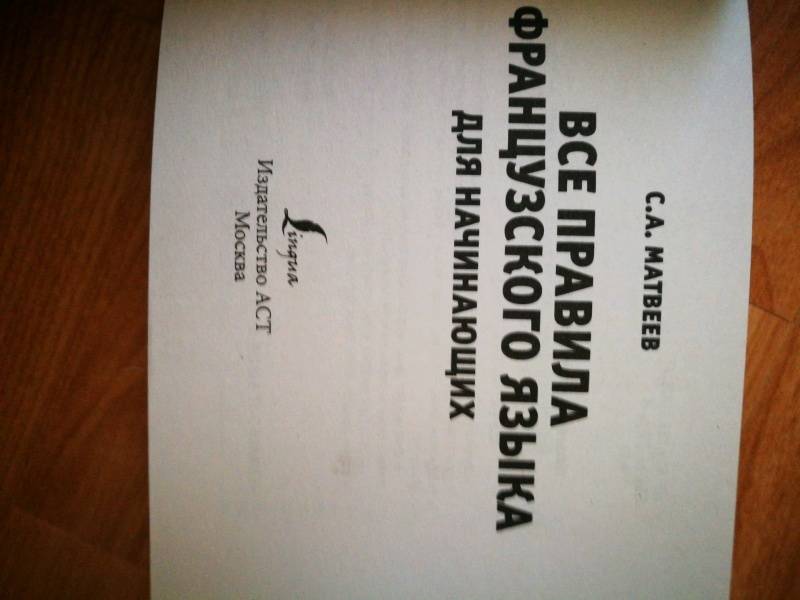 С.А. МАТВЕЕВ
ВСЕ ПРАВИЛА
ФРАНЦУЗСКОГО ЯЗЫКА
ДЛЯ НАЧИНАЮЩИХ
Lingua
Издательство АСТ
Москва